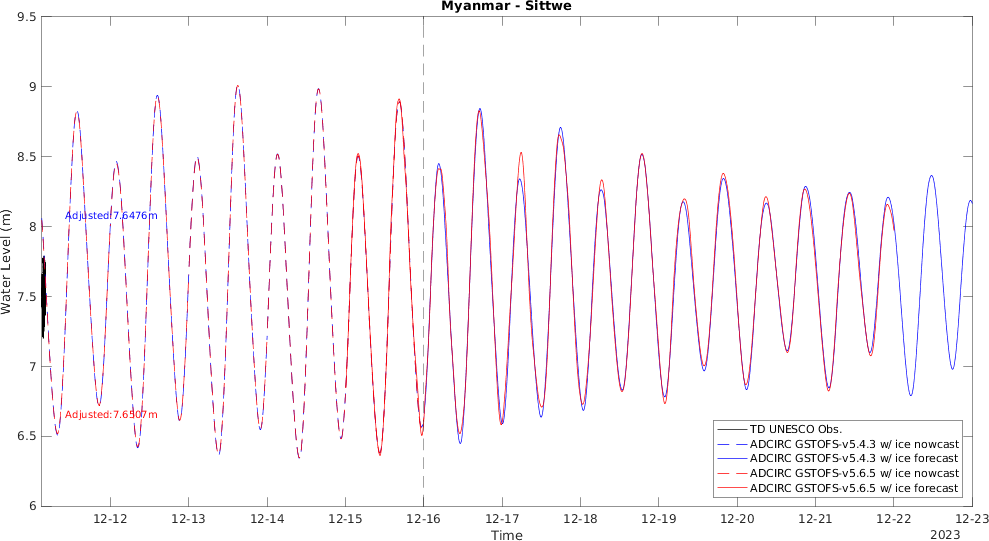 Myanmar - Sittwe
Water Level (m)
9.5
9
8.5
8
7.5
7
6.5
6
Adjusted:7.6476m
Adjusted:7.6507m
TD UNESCO Obs.
ADCIRC GSTOFS-v5.4.3 w/ ice nowcast
ADCIRC GSTOFS-v5.4.3 w/ ice forecast
ADCIRC GSTOFS-v5.6.5 w/ ice nowcast
ADCIRC GSTOFS-v5.6.5 w/ ice forecast
12-12 12-13 12-14 12-15 12-16 12-17 12-18 12-19 12-20 12-21 12-22 12-23
Time
2023